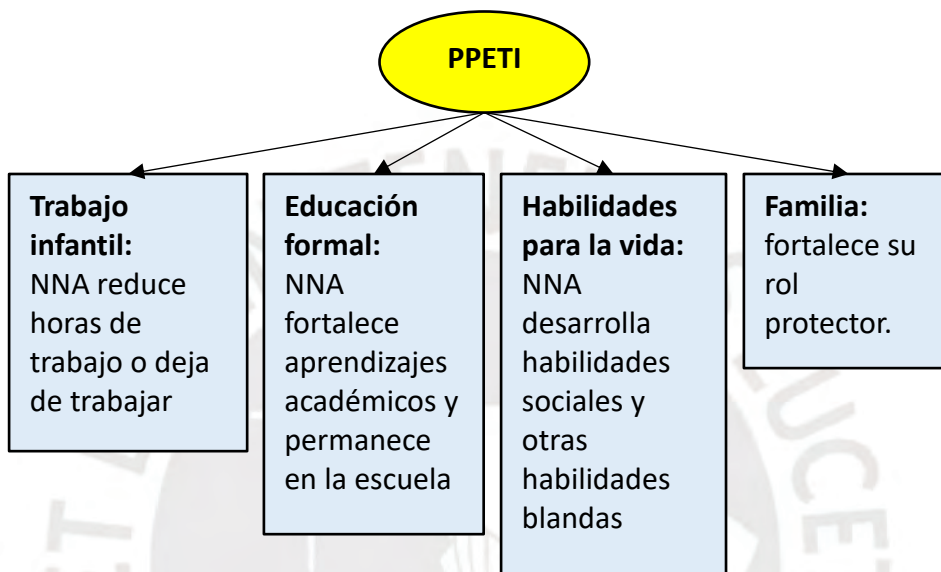 PPETI
Trabajo
infantil:
NNA reduce
horas de
trabajo o deja
de trabajar
Educación
formal:
NNA
fortalece
aprendizajes
académicos y
permanece
en la escuela
Habilidades
para la vida:
NNA
desarrolla
habilidades
sociales y
otras
habilidades
blandas
Familia:
fortalece su
rol
protector.